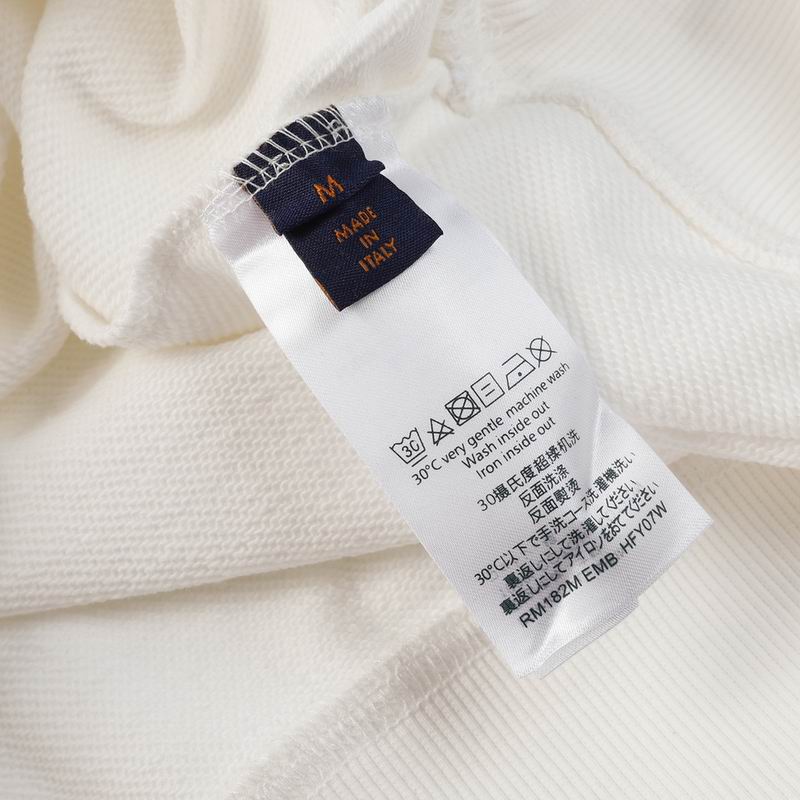 M
MADE
IN
ITALY
30
30°C very gentle machine wash
Wash inside out
Iron inside out
30摄氏度超揉机洗
反面洗涤
反面製烫
30°C以下で手洗コース洗濯機洗い
裏返しにして洗濯してください
裏返しにしてアイロンをおててください
RM182M EMB HFY07W